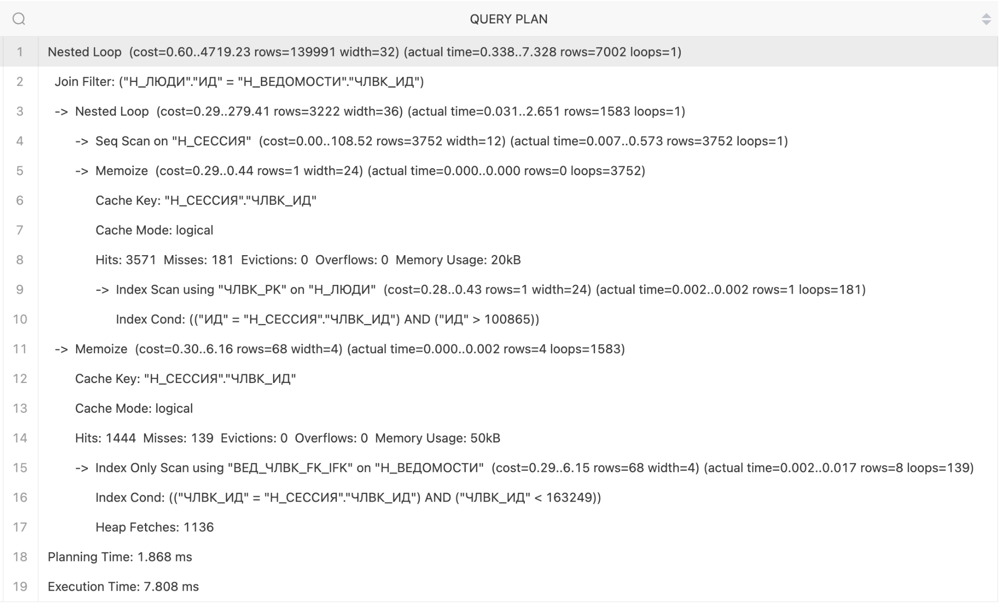 QUERY PLAN
1 Nested Loop (cost=0.60..4719.23 rows=139991 width=32) (actual time=0.338..7.328 rows=7002 loops=1)
2 Join Filter: ("Н_ЛЮДИ"."ИД" = "Н_ВЕДОМОСТИ"."ЧЛВК_ИД")
3 -> Nested Loop (cost=0.29..279.41 rows=3222 width=36) (actual time=0.031..2.651 rows=1583 loops=1)
4 -> Seq Scan on "Н_СЕССИЯ" (cost=0.00..108.52 rows=3752 width=12) (actual time=0.007..0.573 rows=3752 loops=1)
5 -> Memoize (cost=0.29..0.44 rows=1 width=24) (actual time=0.000..0.000 rows=0 loops=3752)
6 Cache Key: "Н_СЕССИЯ"."ЧЛВК_ИД"
7 Cache Mode: logical
8 Hits: 3571 Misses: 181 Evictions: 0 Overflows: 0 Memory Usage: 20kB
9 -> Index Scan using "ЧЛВК_PK" on "Н_ЛЮДИ" (cost=0.28..0.43 rows=1 width=24) (actual time=0.002..0.002 rows=1 loops=181)
10 Index Cond: (("ИД" = "Н_СЕССИЯ"."ЧЛВК_ИД") AND ("ИД" > 100865))
11 -> Memoize (cost=0.30..6.16 rows=68 width=4) (actual time=0.000..0.002 rows=4 loops=1583)
12 Cache Key: "Н_СЕССИЯ"."ЧЛВК_ИД"
13 Cache Mode: logical
14 Hits: 1444 Misses: 139 Evictions: 0 Overflows: 0 Memory Usage: 50kB
15 -> Index Only Scan using "ВЕД_ЧЛВК_FK_IFK" on "Н_ВЕДОМОСТИ" (cost=0.29..6.15 rows=68 width=4) (actual time=0.002..0.017 rows=8 loops=139)
16 Index Cond: (("ЧЛВК_ИД" = "Н_СЕССИЯ"."ЧЛВК_ИД") AND ("ЧЛВК_ИД" < 163249))
17 Heap Fetches: 1136
18 Planning Time: 1.868 ms
19 Execution Time: 7.808 ms